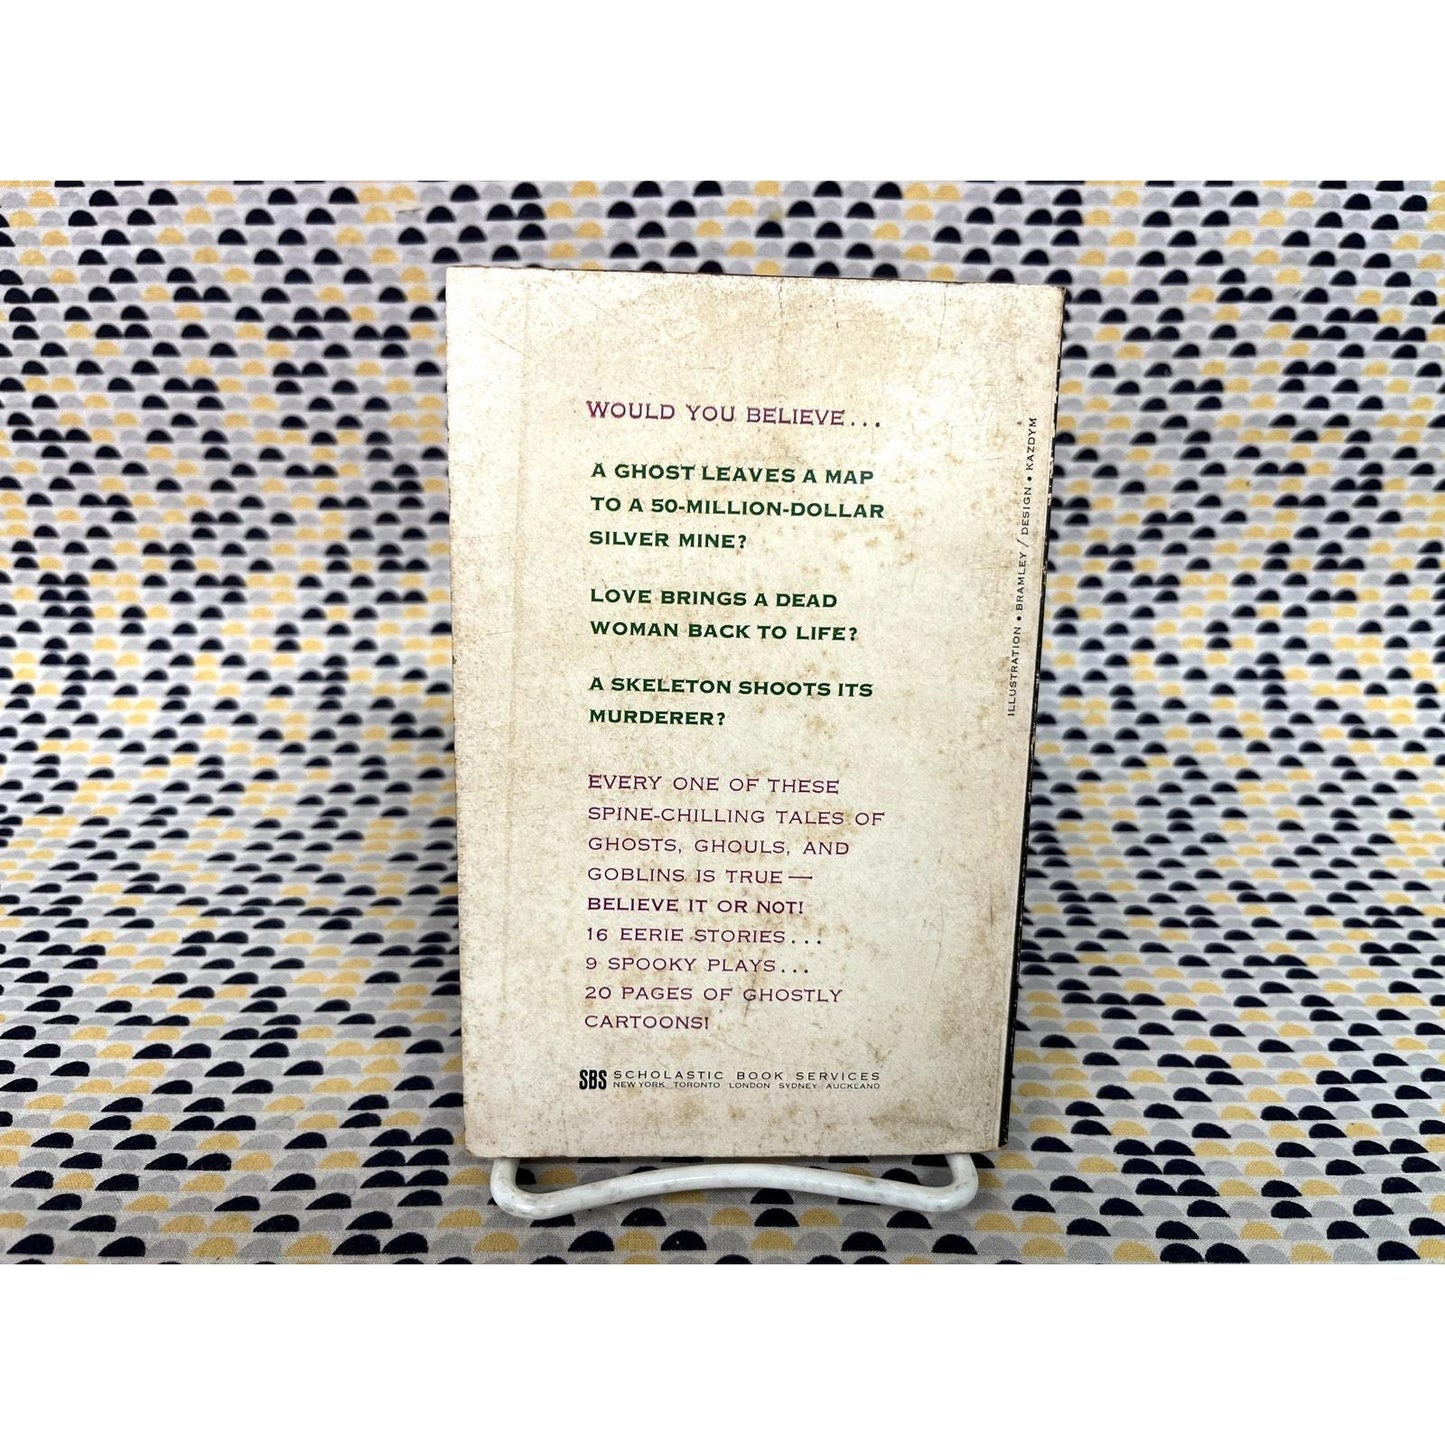 WOULD YOU BELIEVE...
A GHOST LEAVES A MAP
TO A 50-MILLION-DOLLAR
SILVER MINE?
LOVE BRINGS A DEAD
WOMAN BACK TO LIFE?
A SKELETON SHOOTS ITS
MURDERER?
EVERY ONE OF THESE
SPINE-CHILLING TALES OF
GHOSTS, GHOULS, AND
GOBLINS IS TRUE—
BELIEVE IT OR NOT!
16 EERIE STORIES...
9 SPOOKY PLAYS...
20 PAGES OF GHOSTLY
CARTOONS!
SBS SCHOLASTIC BOOK SERVICES
NEW YORK TORONTO LONDON SYDNEY AUCKLAND
ILLUSTRATION • BRAMLEY / DESIGN • KAZDYM